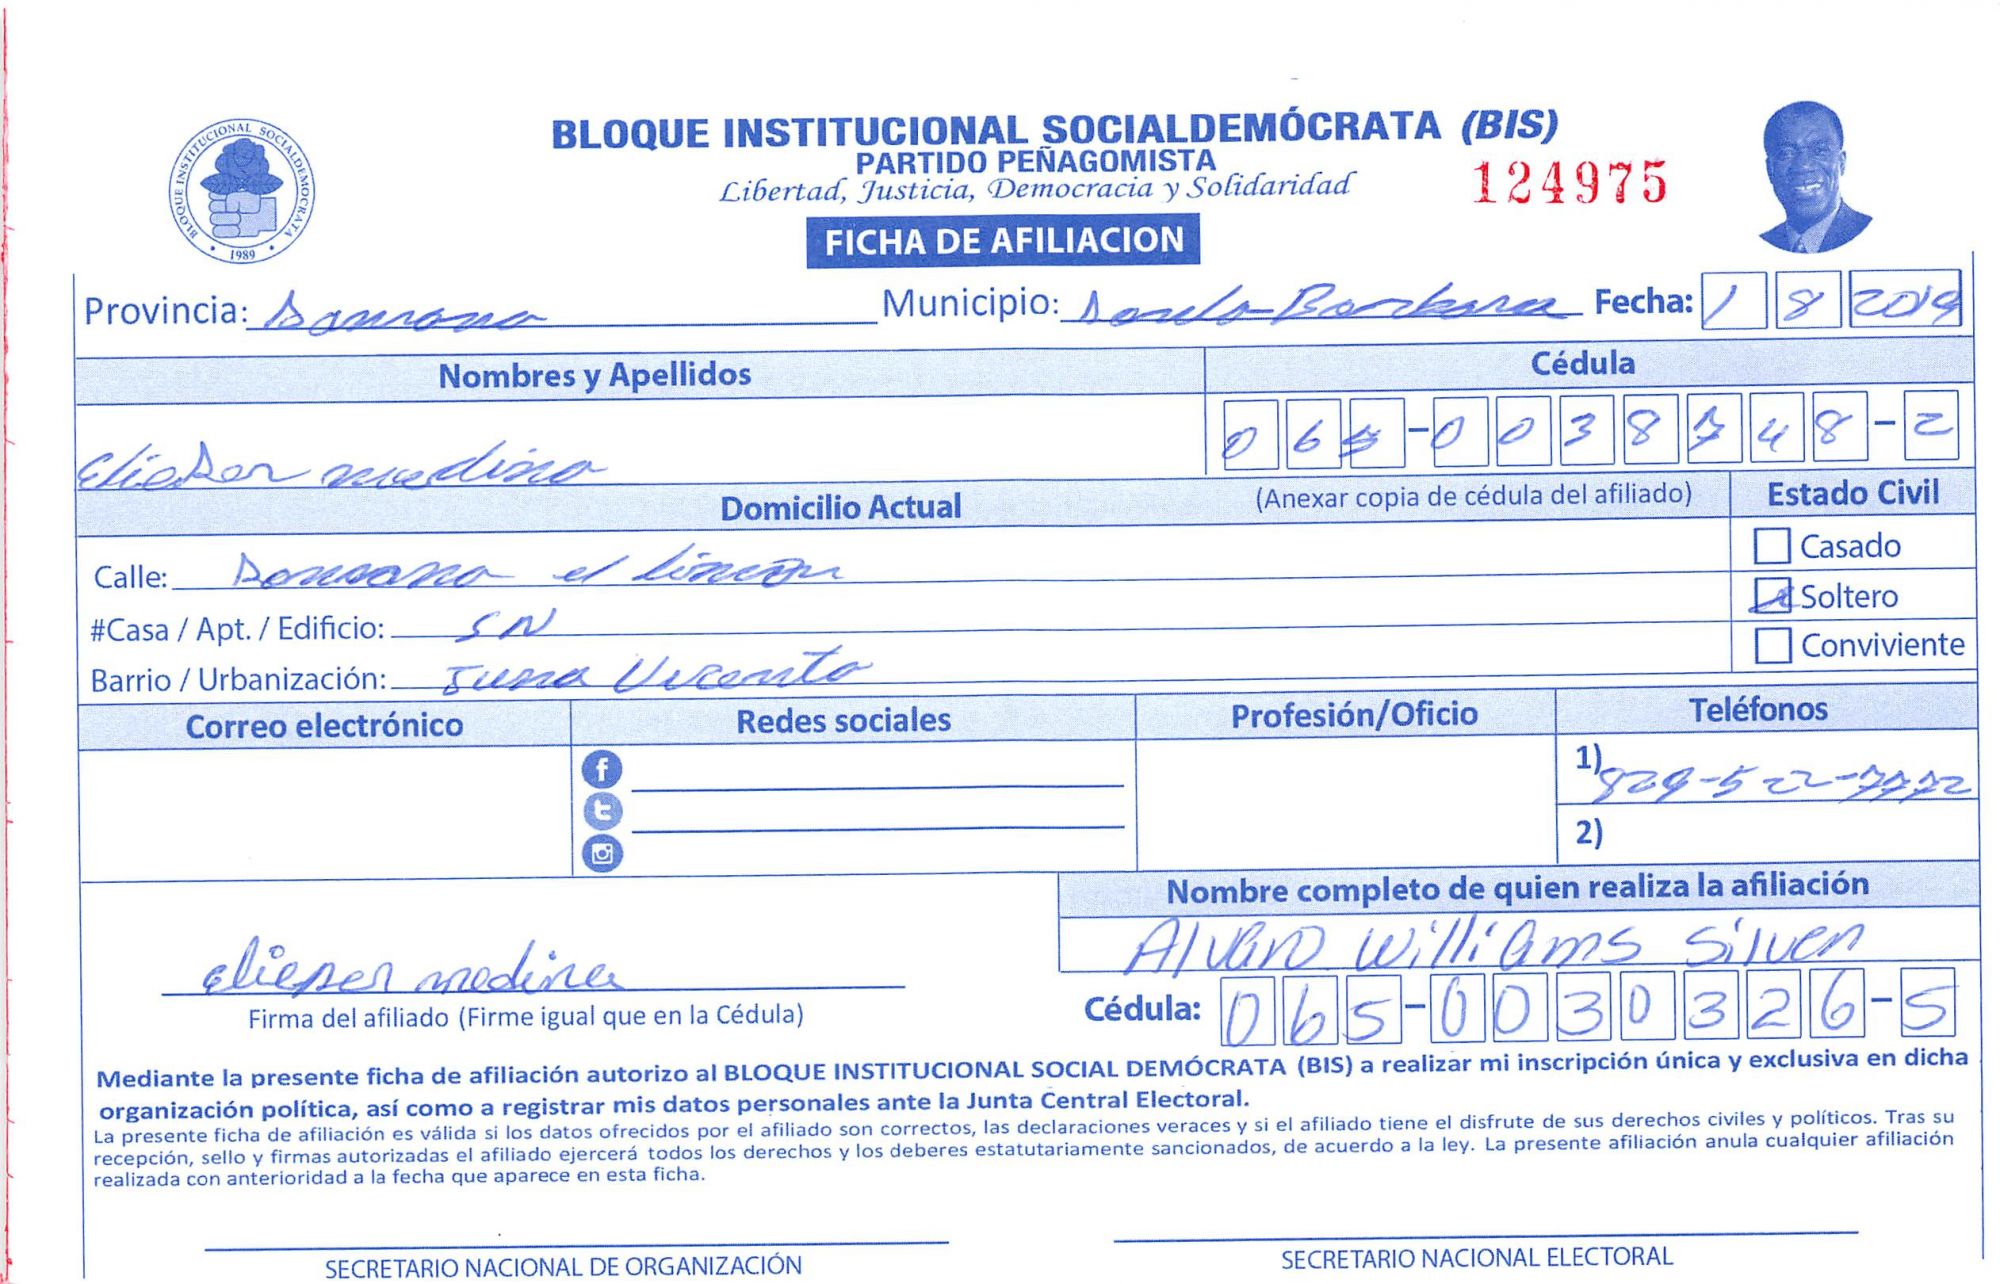 BLOQUE INSTITUCIONAL SOCIALDEMOCRATA
1989
BLOQUE INSTITUCIONAL SOCIALDEMÓCRATA (BIS)
PARTIDO PEÑAGOMISTA
Libertad, Justicia, Democracia y Solidaridad
124975
FICHA DE AFILIACION
Provincia: Samana Municipio: Santa Barbara Fecha: 1 8 2019
Nombres y Apellidos Cédula
Elieser medina 065-0038748-2
Domicilio Actual (Anexar copia de cédula del afiliado) Estado Civil
Calle: Samana el Casado
#Casa / Apt. / Edificio: SN Soltero
Barrio / Urbanización: Conviviente
Correo electrónico Redes sociales Profesión/Oficio Teléfonos
1) 829-522-7772
2)
Nombre completo de quien realiza la afiliación
Alvaro Williams Silven
elieser medina
Firma del afiliado (Firme igual que en la Cédula) Cédula: 065-0030326-5
Mediante la presente ficha de afiliación autorizo al BLOQUE INSTITUCIONAL SOCIAL DEMÓCRATA (BIS) a realizar mi inscripción única y exclusiva en dicha
organización política, así como a registrar mis datos personales ante la Junta Central Electoral.
La presente ficha de afiliación es válida si los datos ofrecidos por el afiliado son correctos, las declaraciones veraces y si el afiliado tiene el disfrute de sus derechos civiles y políticos. Tras su
recepción, sello y firmas autorizadas el afiliado ejercerá todos los derechos y los deberes estatutariamente sancionados, de acuerdo a la ley. La presente afiliación anula cualquier afiliación
realizada con anterioridad a la fecha que aparece en esta ficha.
SECRETARIO NACIONAL DE ORGANIZACIÓN SECRETARIO NACIONAL ELECTORAL